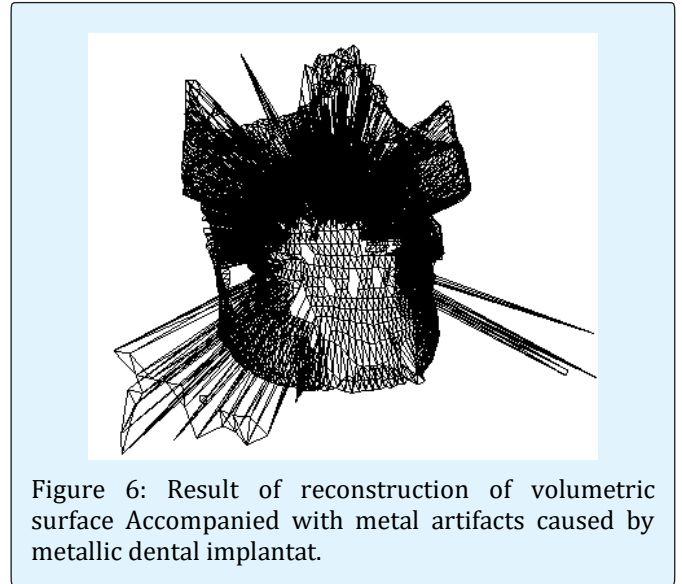 Figure 6: Result of reconstruction of volumetric
surface Accompanied with metal artifacts caused by
metallic dental implantat.